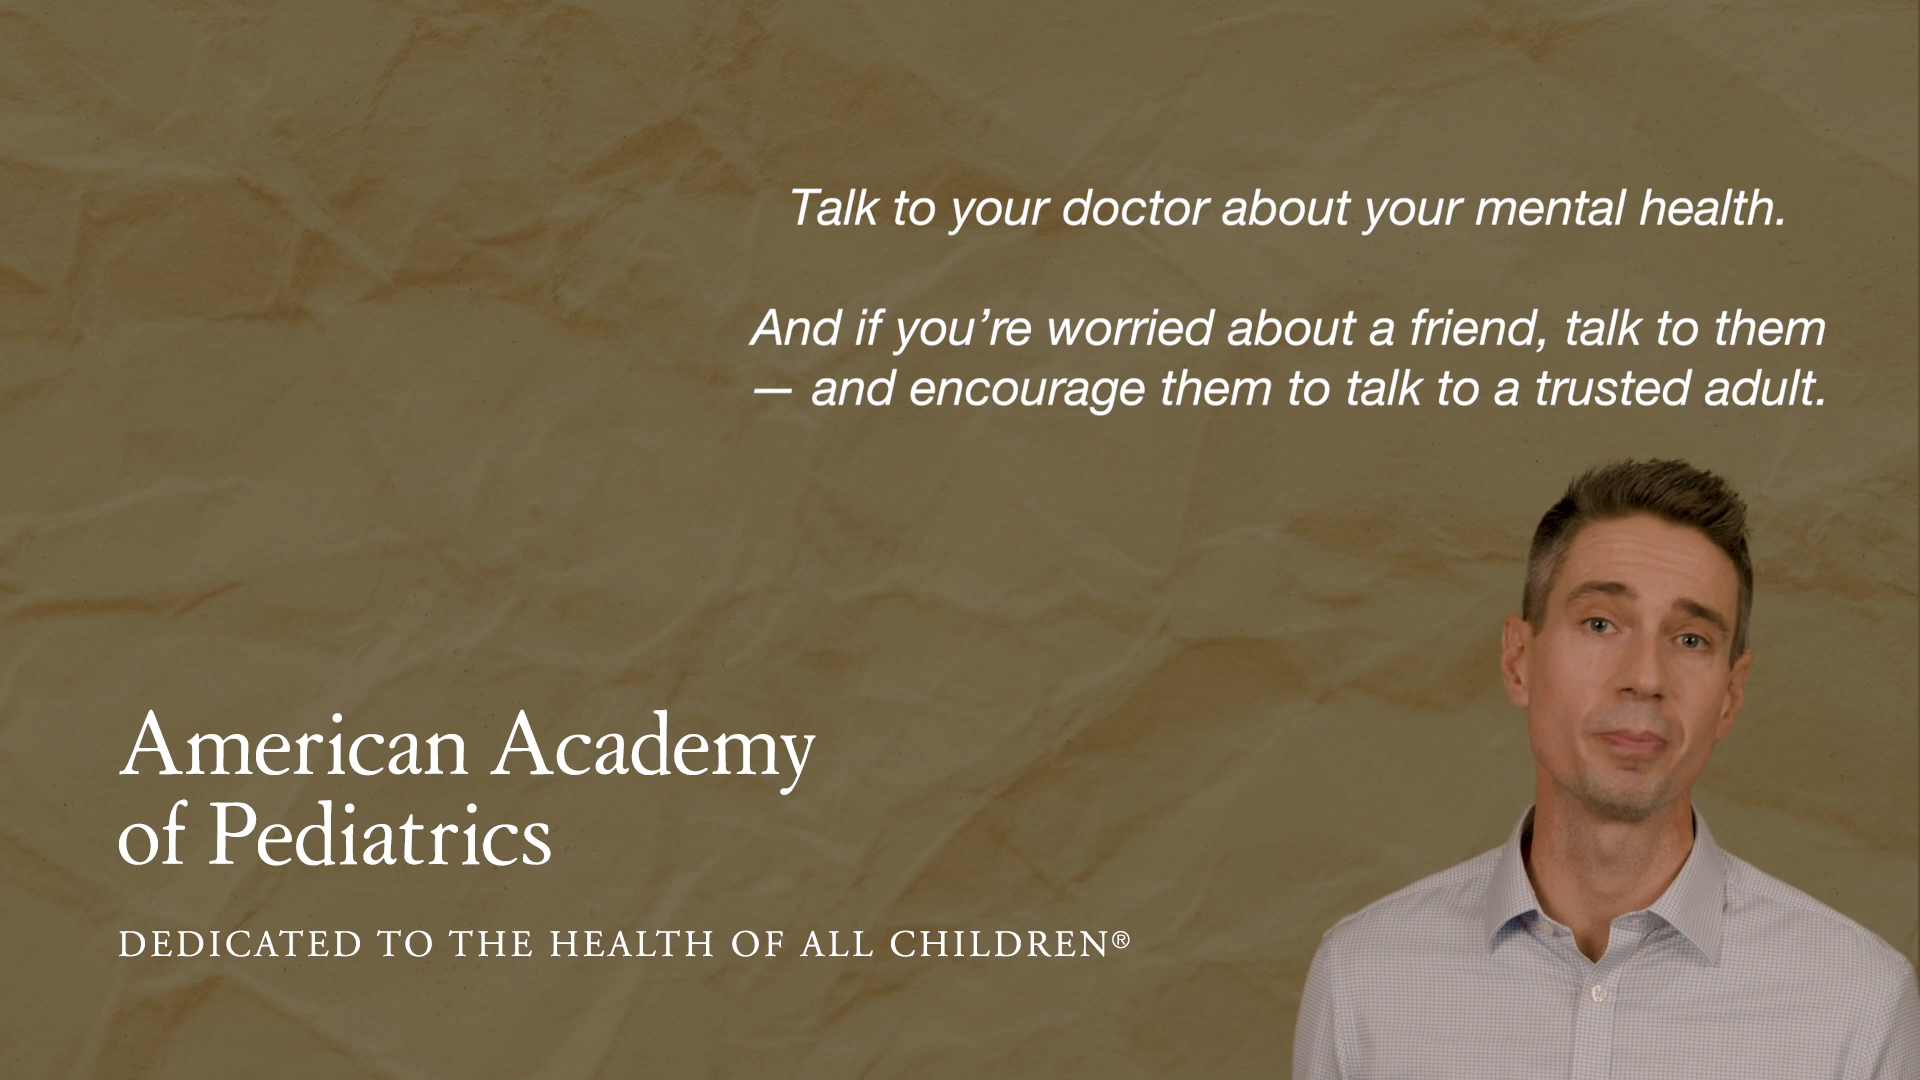 Talk to your doctor about your mental health.
And if you’re worried about a friend, talk to them
— and encourage them to talk to a trusted adult.
American Academy
of Pediatrics
DEDICATED TO THE HEALTH OF ALL CHILDREN®